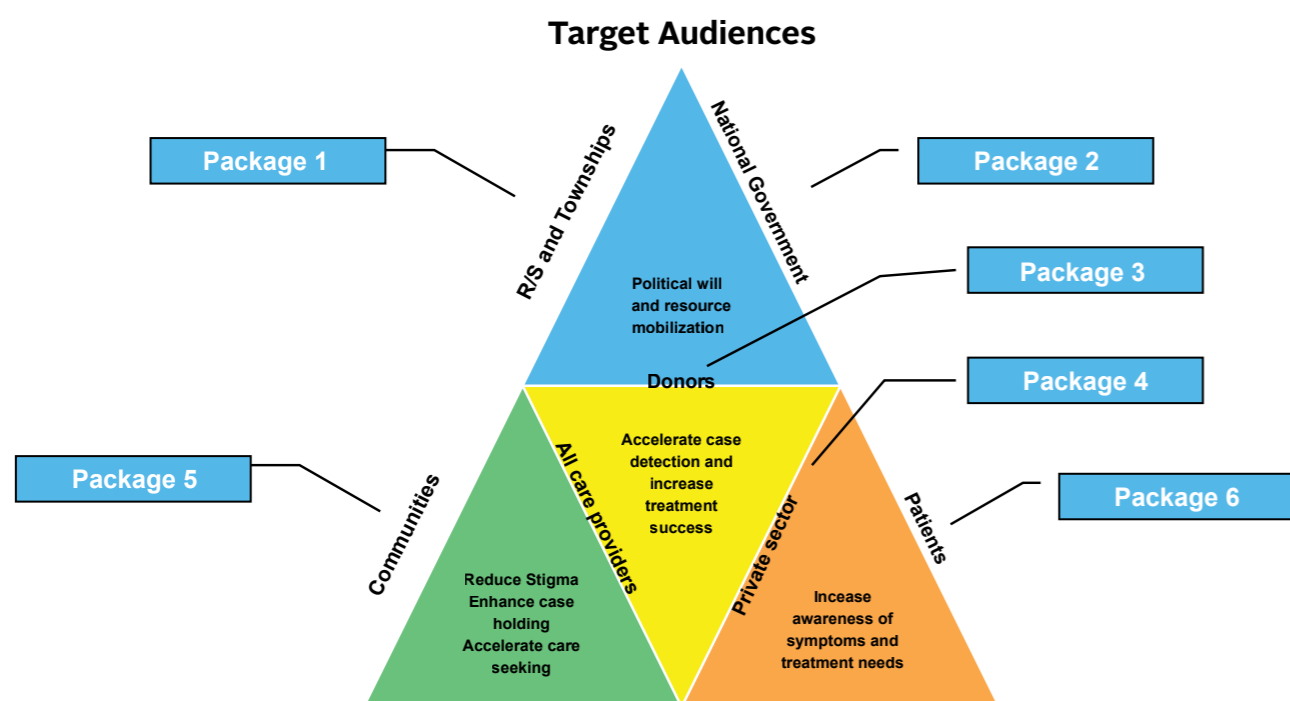 Target Audiences
Package 1
R/S and Townships
National Government
Package 2
Package 3
Political will
and resource
mobilization
Donors
Package 4
Package 5
Communities
All care providers
Accelerate case
detection and
increase
treatment
success
Private sector
Patients
Package 6
Reduce Stigma
Enhance case
holding
Accelerate care
seeking
Incease
awareness of
symptoms and
treatment needs